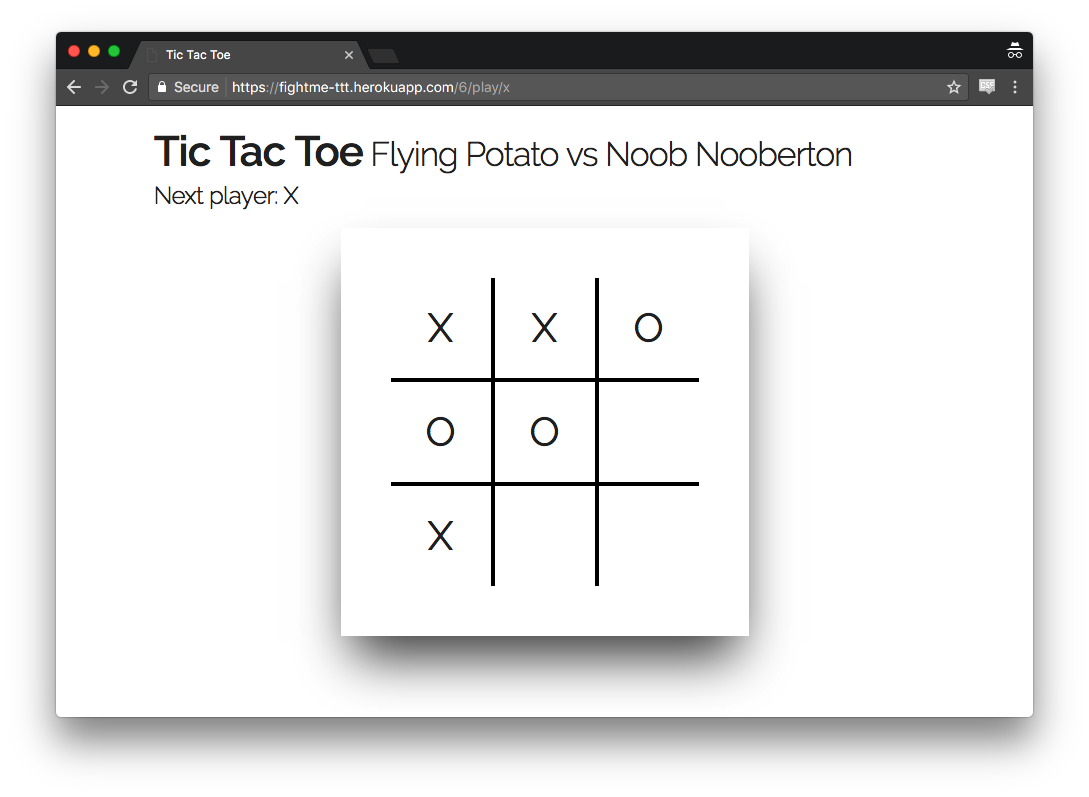 Tic Tac Toe
Secure https://fightme-ttt.herokuapp.com/6/play/x
Tic Tac Toe Flying Potato vs Noob Nooberton
Next player: X
X X O
O O
X